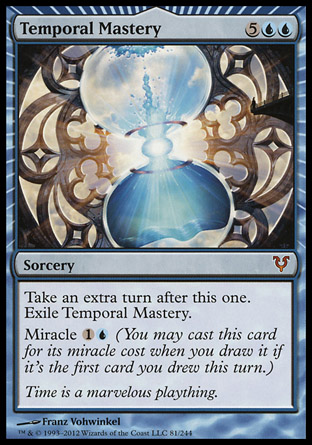 Temporal Mastery 5
Sorcery
Take an extra turn after this one.
Exile Temporal Mastery.
Miracle 1 (You may cast this card
for its miracle cost when you draw it if
it's the first card you drew this turn.)
Time is a marvelous plaything.
Franz Vohwinkel
™ & © 1993–2012 Wizards of the Coast LLC 81/244